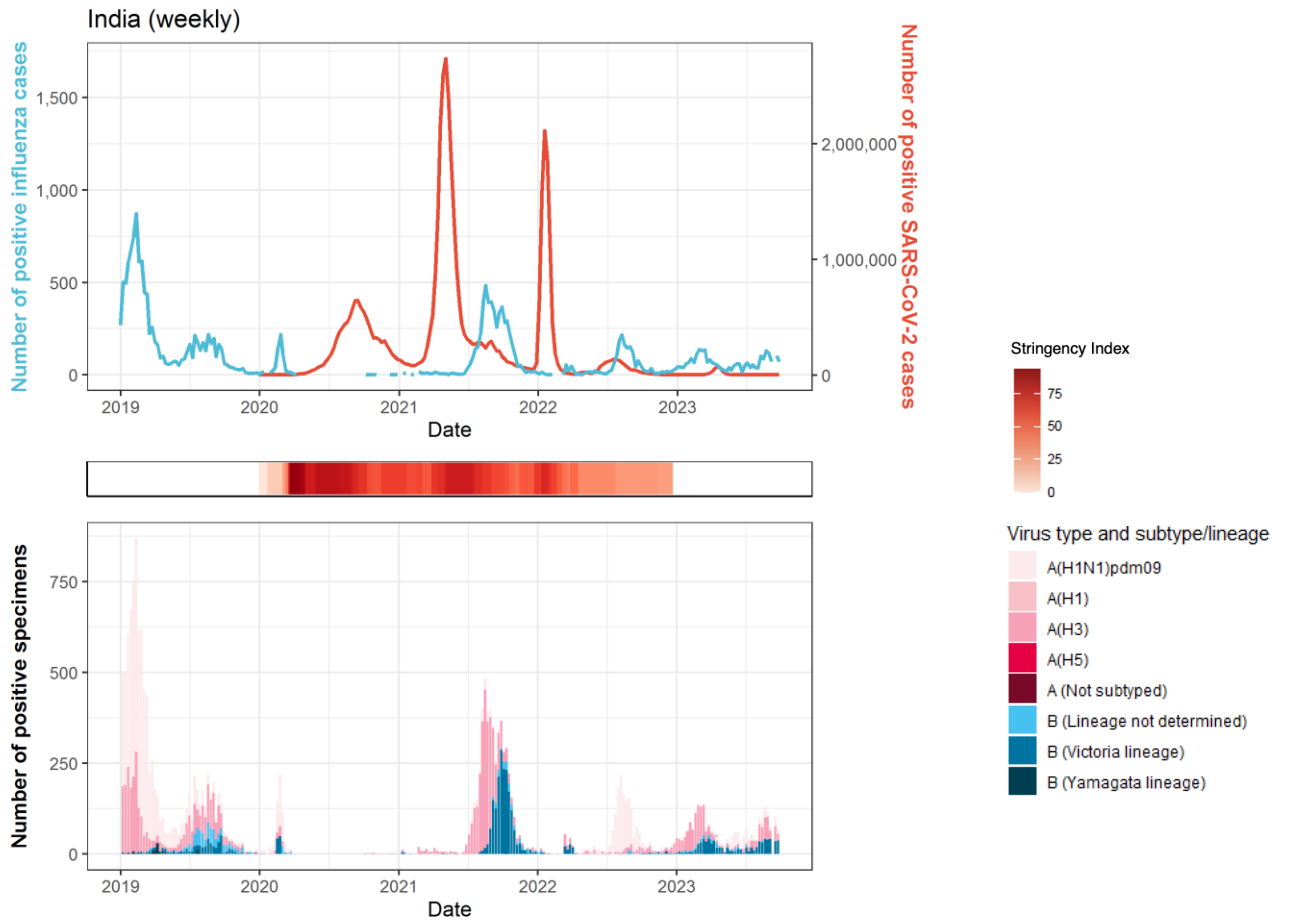 India (weekly)
Number of positive influenza cases
1,500
1,000
500
0
2,000,000
1,000,000
0
Number of positive SARS-CoV-2 cases
2019 2020 2021 2022 2023
Date
Stringency Index
75
50
25
0
Number of positive specimens
750
500
250
0
2019 2020 2021 2022 2023
Date
Virus type and subtype/lineage
A(H1N1)pdm09
A(H1)
A(H3)
A(H5)
A (Not subtyped)
B (Lineage not determined)
B (Victoria lineage)
B (Yamagata lineage)